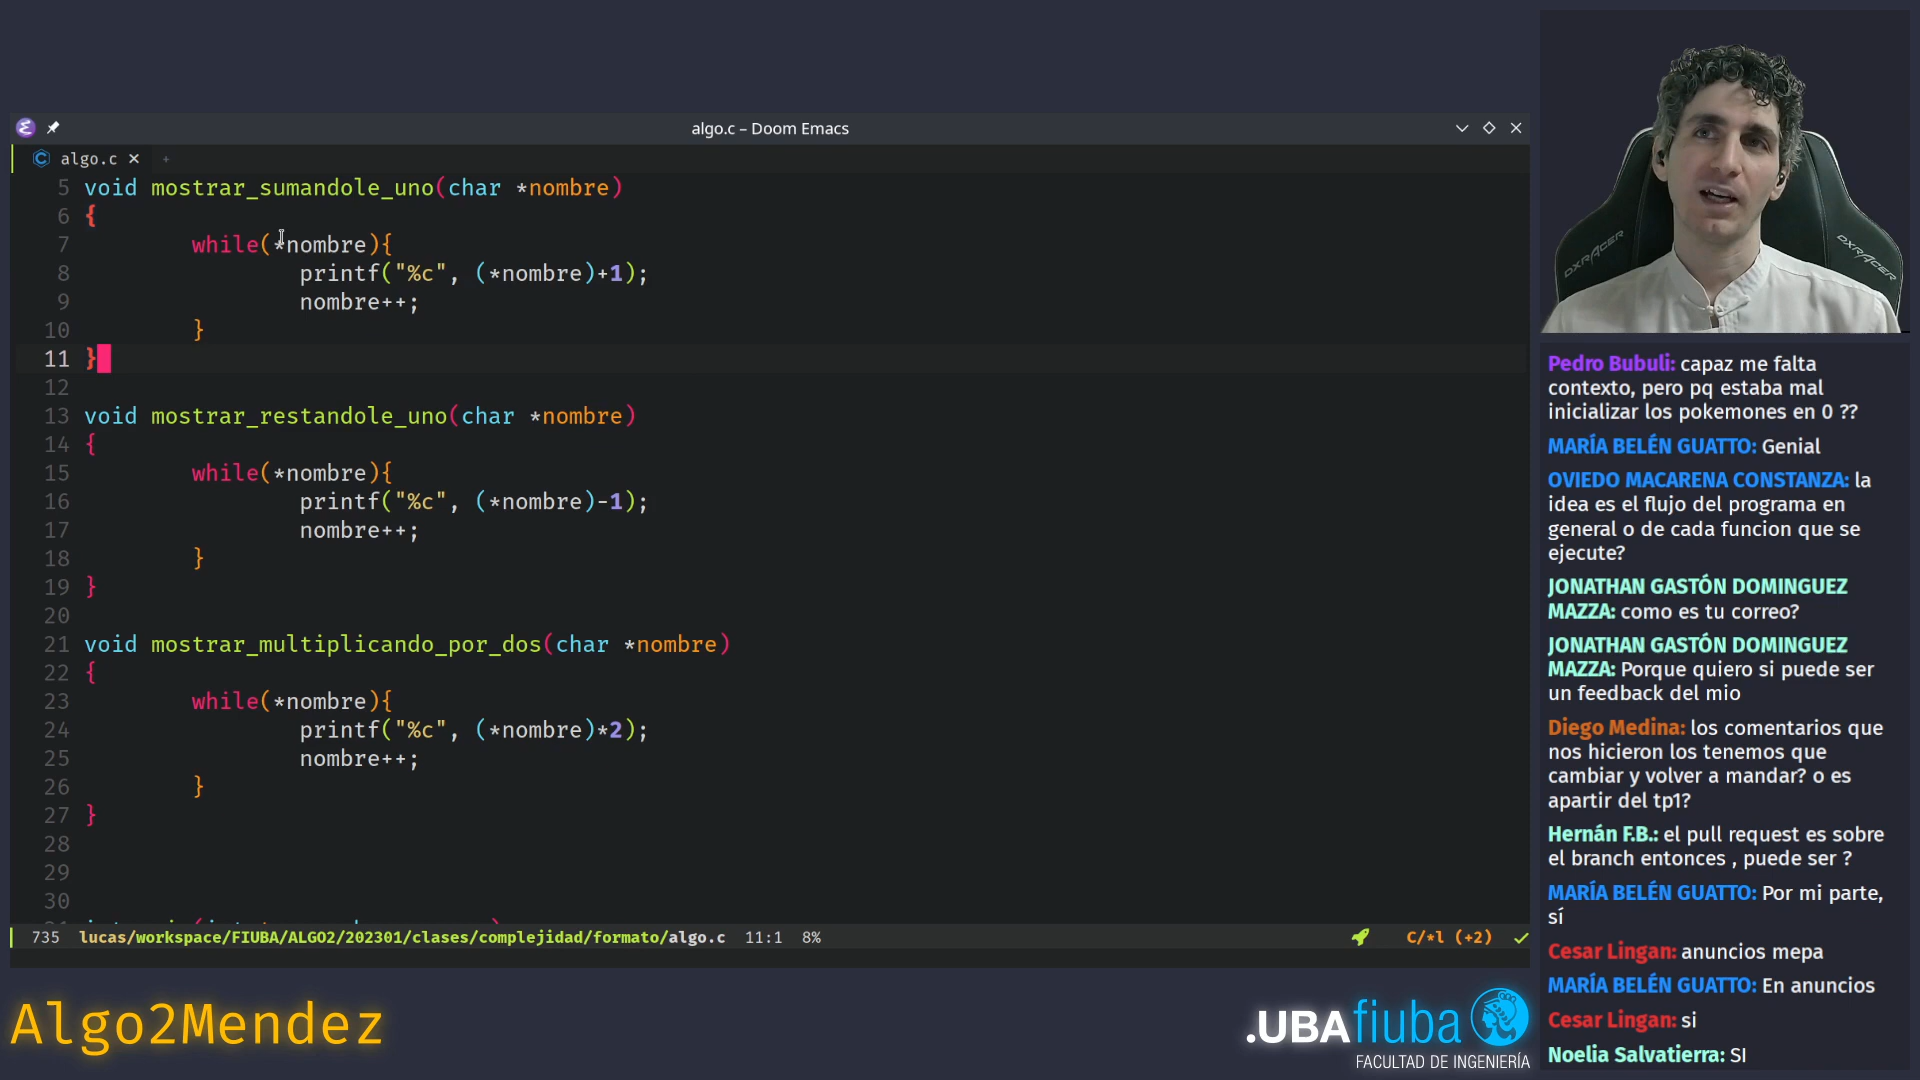 algo.c – Doom Emacs
algo.c × +
5 void mostrar_sumandole_uno(char *nombre)
6 {
7 while(*nombre){
8 printf("%c", (*nombre)+1);
9 nombre++;
10 }
11 }
12
13 void mostrar_restandole_uno(char *nombre)
14 {
15 while(*nombre){
16 printf("%c", (*nombre)-1);
17 nombre++;
18 }
19 }
20
21 void mostrar_multiplicando_por_dos(char *nombre)
22 {
23 while(*nombre){
24 printf("%c", (*nombre)*2);
25 nombre++;
26 }
27 }
28
29
30
735 lucas/workspace/FIUBA/ALGO2/202301/clases/complejidad/formato/algo.c 11:1 8% C/*l (+2)
Algo2Mendez
.UBAfiuba
FACULTAD DE INGENIERÍA
DXRACER
DXRACER
Pedro Bubuli: capaz me falta
contexto, pero pq estaba mal
inicializar los pokemones en 0 ??
MARÍA BELÉN GUATTO: Genial
OVIEDO MACARENA CONSTANZA: la
idea es el flujo del programa en
general o de cada funcion que se
ejecute?
JONATHAN GASTÓN DOMINGUEZ
MAZZA: como es tu correo?
JONATHAN GASTÓN DOMINGUEZ
MAZZA: Porque quiero si puede ser
un feedback del mio
Diego Medina: los comentarios que
nos hicieron los tenemos que
cambiar y volver a mandar? o es
apartir del tp1?
Hernán F.B.: el pull request es sobre
el branch entonces , puede ser ?
MARÍA BELÉN GUATTO: Por mi parte,
sí
Cesar Lingan: anuncios mepa
MARÍA BELÉN GUATTO: En anuncios
Cesar Lingan: si
Noelia Salvatierra: SI